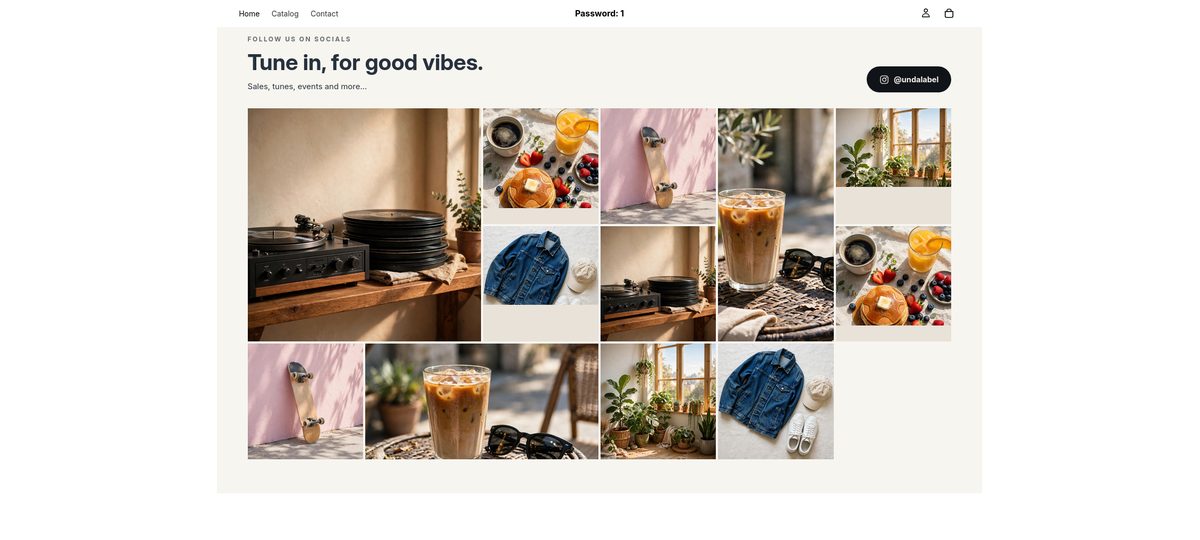 Home Catalog Contact Password: 1
FOLLOW US ON SOCIALS
Tune in, for good vibes.
Sales, tunes, events and more...
@undalabel